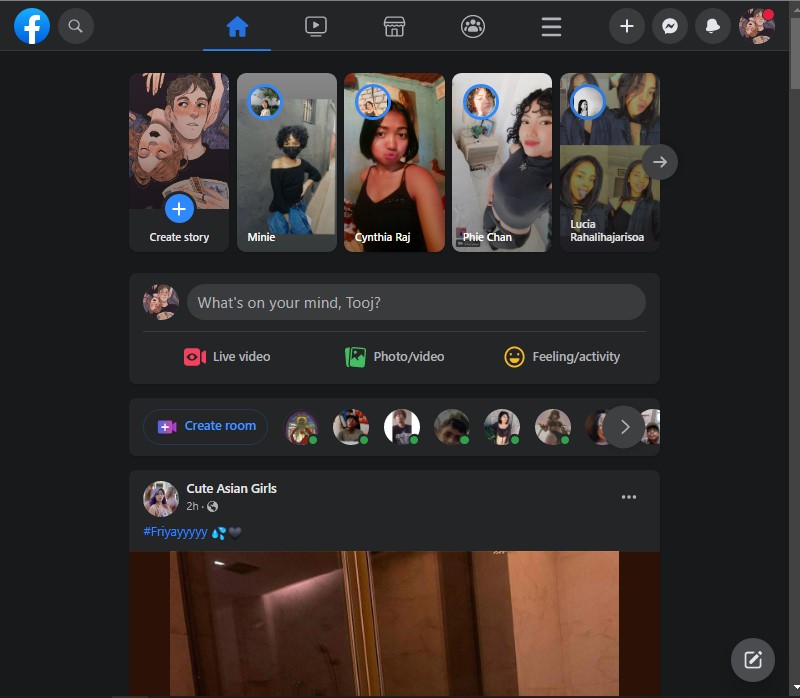 Create story
Minie
Cynthia Raj
Phie Chan
Lucia
Rahalihajarisoa
What's on your mind, Tooj?
Live video
Photo/video
Feeling/activity
Create room
Cute Asian Girls
2h ·
#Friyayyyyy 💦🖤